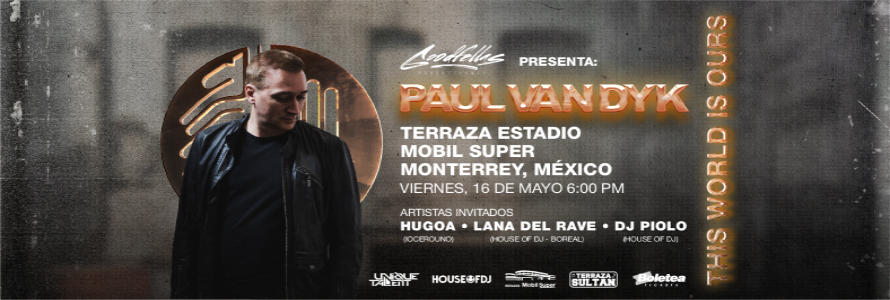 Goodfellas PRESENTA:
PAUL VAN DYK
TERRAZA ESTADIO
MOBIL SUPER
MONTERREY, MÉXICO
VIERNES, 16 DE MAYO 6:00 PM
ARTISTAS INVITADOS
HUGOA • LANA DEL RAVE • DJ PIOLO
(HOUSE OF DJ - BOREAL) (HOUSE OF DJ)
THIS WORLD IS OURS
UNIQUE TALENT HOUSE OF DJ Mobil Super TERRAZA SULTAN Boletea TICKETS